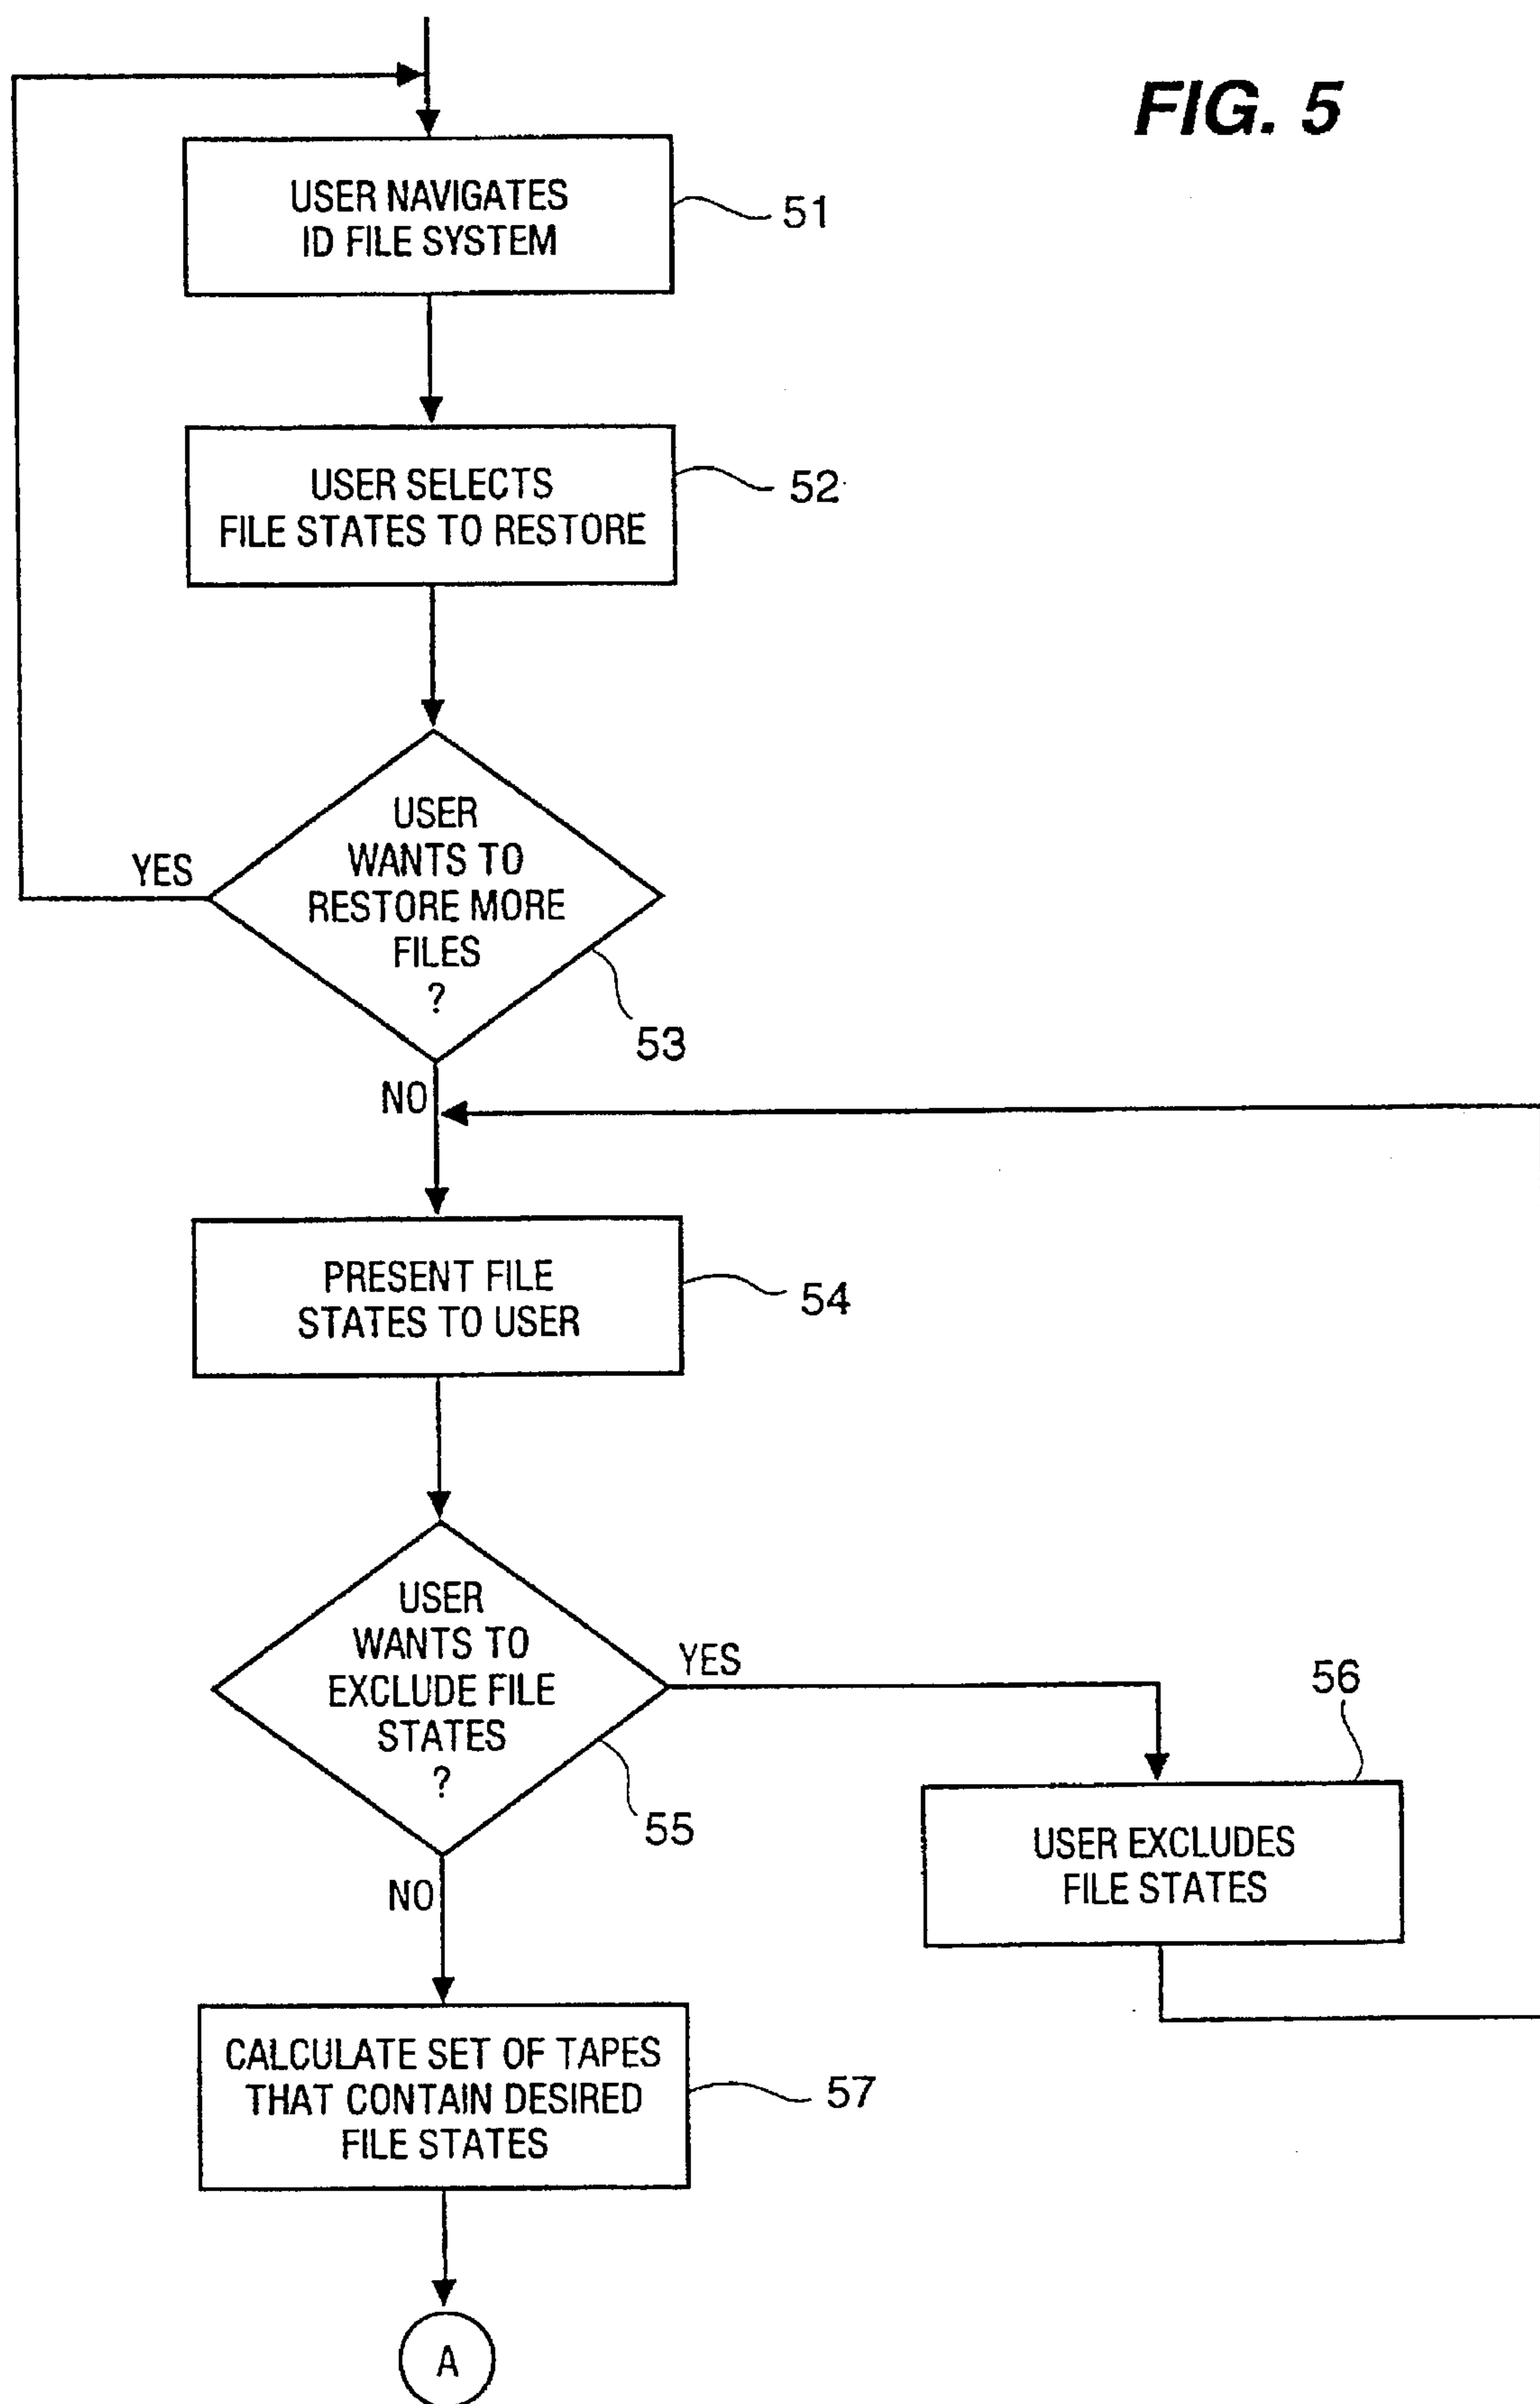 FIG. 5
USER NAVIGATES
ID FILE SYSTEM
51
USER SELECTS
FILE STATES TO RESTORE
52
USER
WANTS TO
RESTORE MORE
FILES
?
YES
53
NO
PRESENT FILE
STATES TO USER
54
USER
WANTS TO
EXCLUDE FILE
STATES
?
YES
55
56
USER EXCLUDES
FILE STATES
NO
CALCULATE SET OF TAPES
THAT CONTAIN DESIRED
FILE STATES
57
A